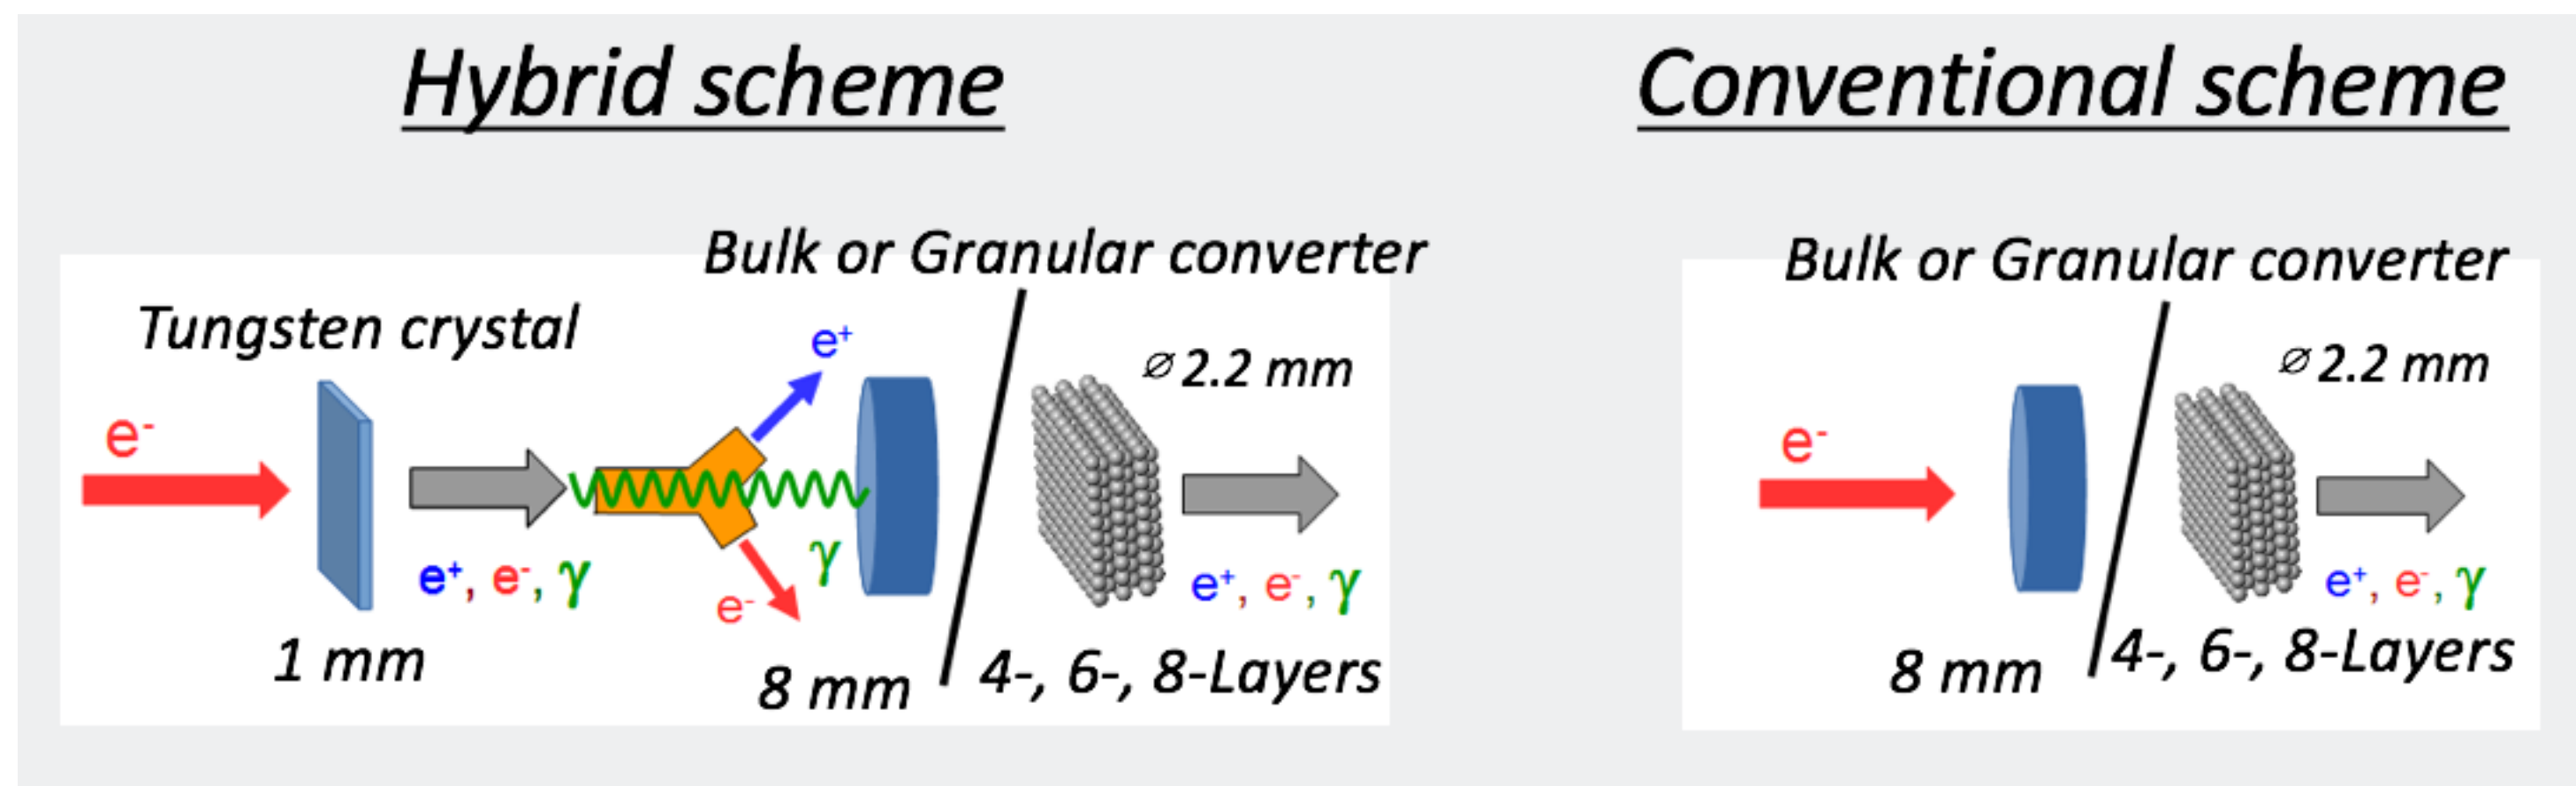 Hybrid scheme
Bulk or Granular converter
Tungsten crystal
e⁺
⌀ 2.2 mm
e⁻
e⁺, e⁻, γ
γ
e⁻
e⁺, e⁻, γ
1 mm
8 mm
4-, 6-, 8-Layers
Conventional scheme
Bulk or Granular converter
⌀ 2.2 mm
e⁻
e⁺, e⁻, γ
8 mm
4-, 6-, 8-Layers